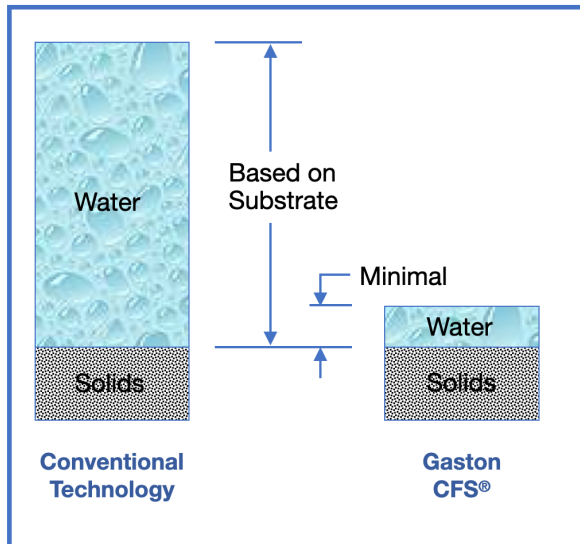 Water
Based on
Substrate
Minimal
Water
Solids
Solids
Conventional
Technology
Gaston
CFS®